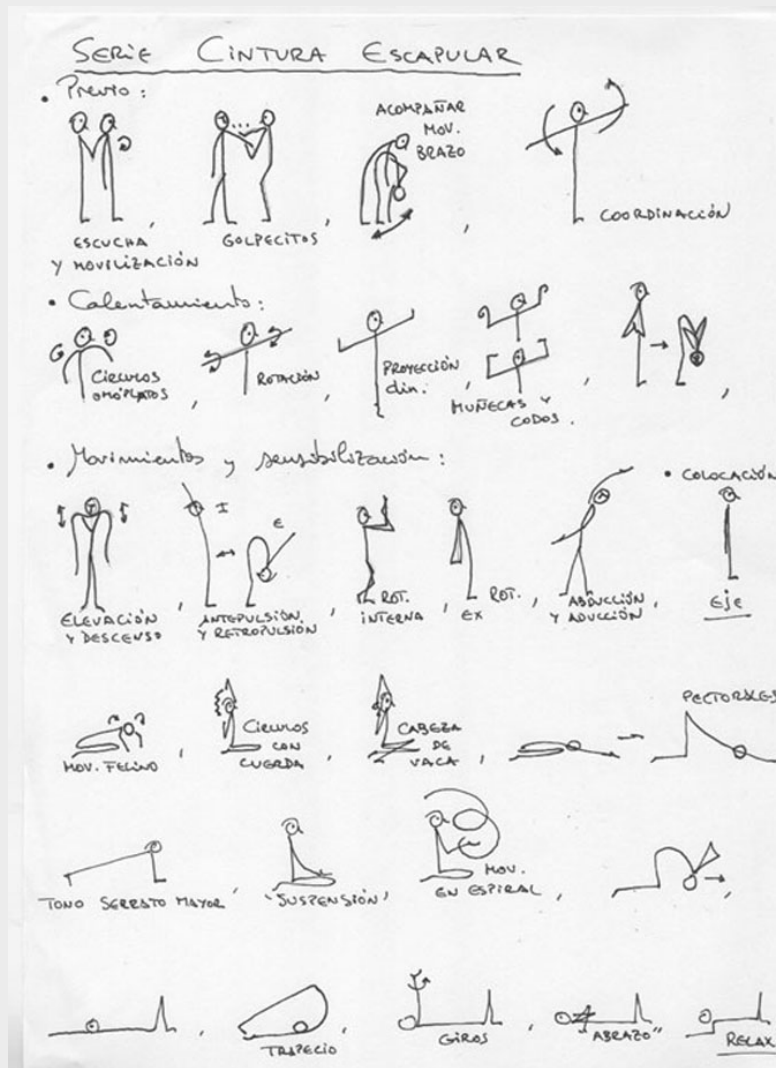 SERIE CINTURA ESCAPULAR
• Previo:
ESCUCHA
Y MOVILIZACIÓN
,
...
GOLPECITOS
,
ACOMPAÑAR
MOV.
BRAZO
,
COORDINACCIÓN
• Calentamiento:
CÍRCULOS
OMÓPLATOS
,
ROTACIÓN
,
PROYECCIÓN
din.:
,
MUÑECAS Y
CODOS.
,
,
• Movimientos y sensibilización:
ELEVACIÓN
Y DESCENSO
,
I
E
ANTEPULSIÓN
Y RETROPULSIÓN
,
ROT.
INTERNA
,
ROT.
EX
,
ABDUCCIÓN
Y ADUCCIÓN
,
• COLOCACIÓN
EJE
MOV. FELINO
,
CÍRCULOS
CON
CUERDA
,
CABEZA
DE
VACA
,
PECTORALES
TONO SERRATO MAYOR
,
"SUSPENSIÓN"
,
MOV.
EN ESPIRAL
,
,
,
TRAPECIO
,
GIROS
,
"ABRAZO"
,
RELAX